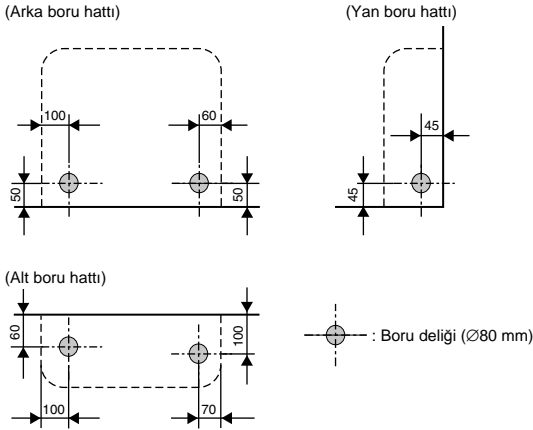 (Arka boru hattı)
100
60
50
50
(Yan boru hattı)
45
45
(Alt boru hattı)
60
100
100
70
: Boru deliği (∅80 mm)